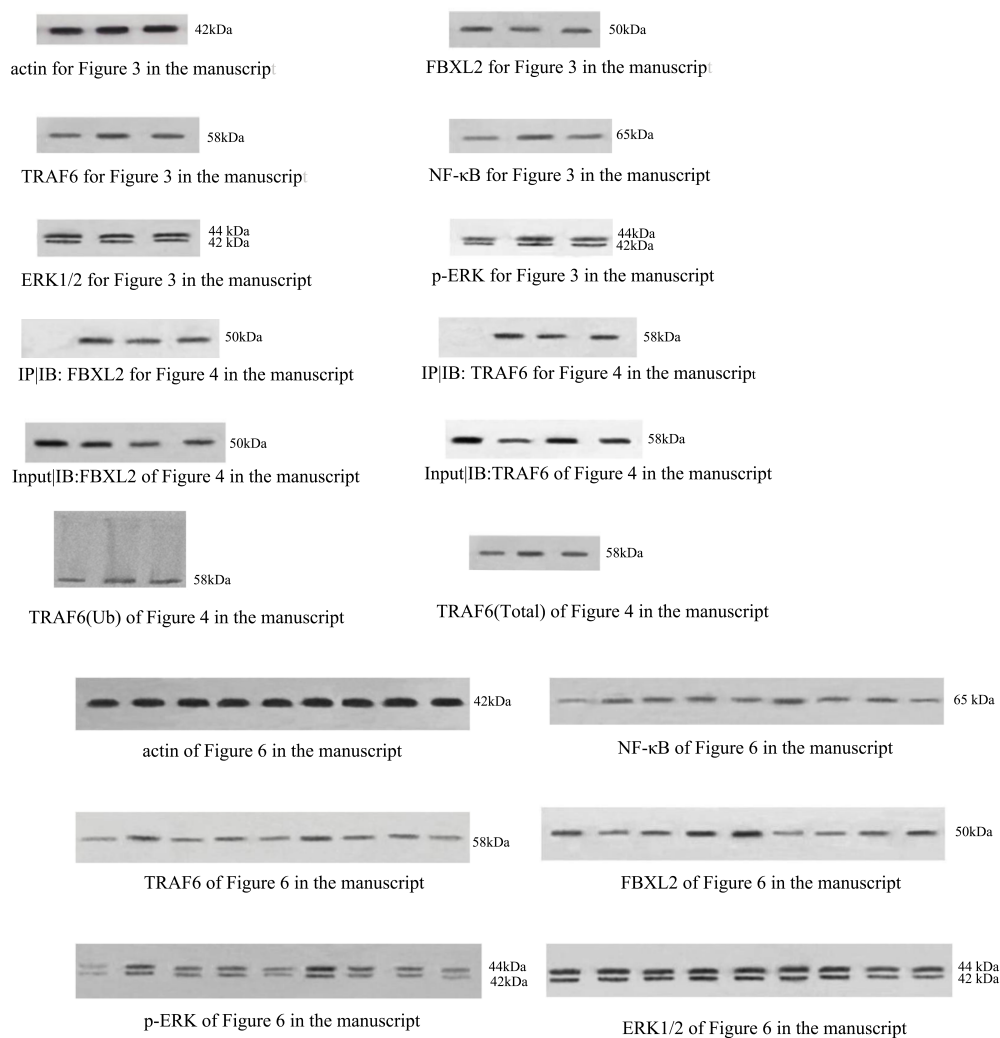 42kDa
actin for Figure 3 in the manuscript
50kDa
FBXL2 for Figure 3 in the manuscript
58kDa
TRAF6 for Figure 3 in the manuscript
65kDa
NF-κB for Figure 3 in the manuscript
44 kDa
42 kDa
ERK1/2 for Figure 3 in the manuscript
44kDa
42kDa
p-ERK for Figure 3 in the manuscript
50kDa
IP|IB: FBXL2 for Figure 4 in the manuscript
58kDa
IP|IB: TRAF6 for Figure 4 in the manuscript
50kDa
Input|IB:FBXL2 of Figure 4 in the manuscript
58kDa
Input|IB:TRAF6 of Figure 4 in the manuscript
58kDa
TRAF6(Ub) of Figure 4 in the manuscript
58kDa
TRAF6(Total) of Figure 4 in the manuscript
42kDa
actin of Figure 6 in the manuscript
65 kDa
NF-κB of Figure 6 in the manuscript
58kDa
TRAF6 of Figure 6 in the manuscript
50kDa
FBXL2 of Figure 6 in the manuscript
44kDa
42kDa
p-ERK of Figure 6 in the manuscript
44 kDa
42 kDa
ERK1/2 of Figure 6 in the manuscript